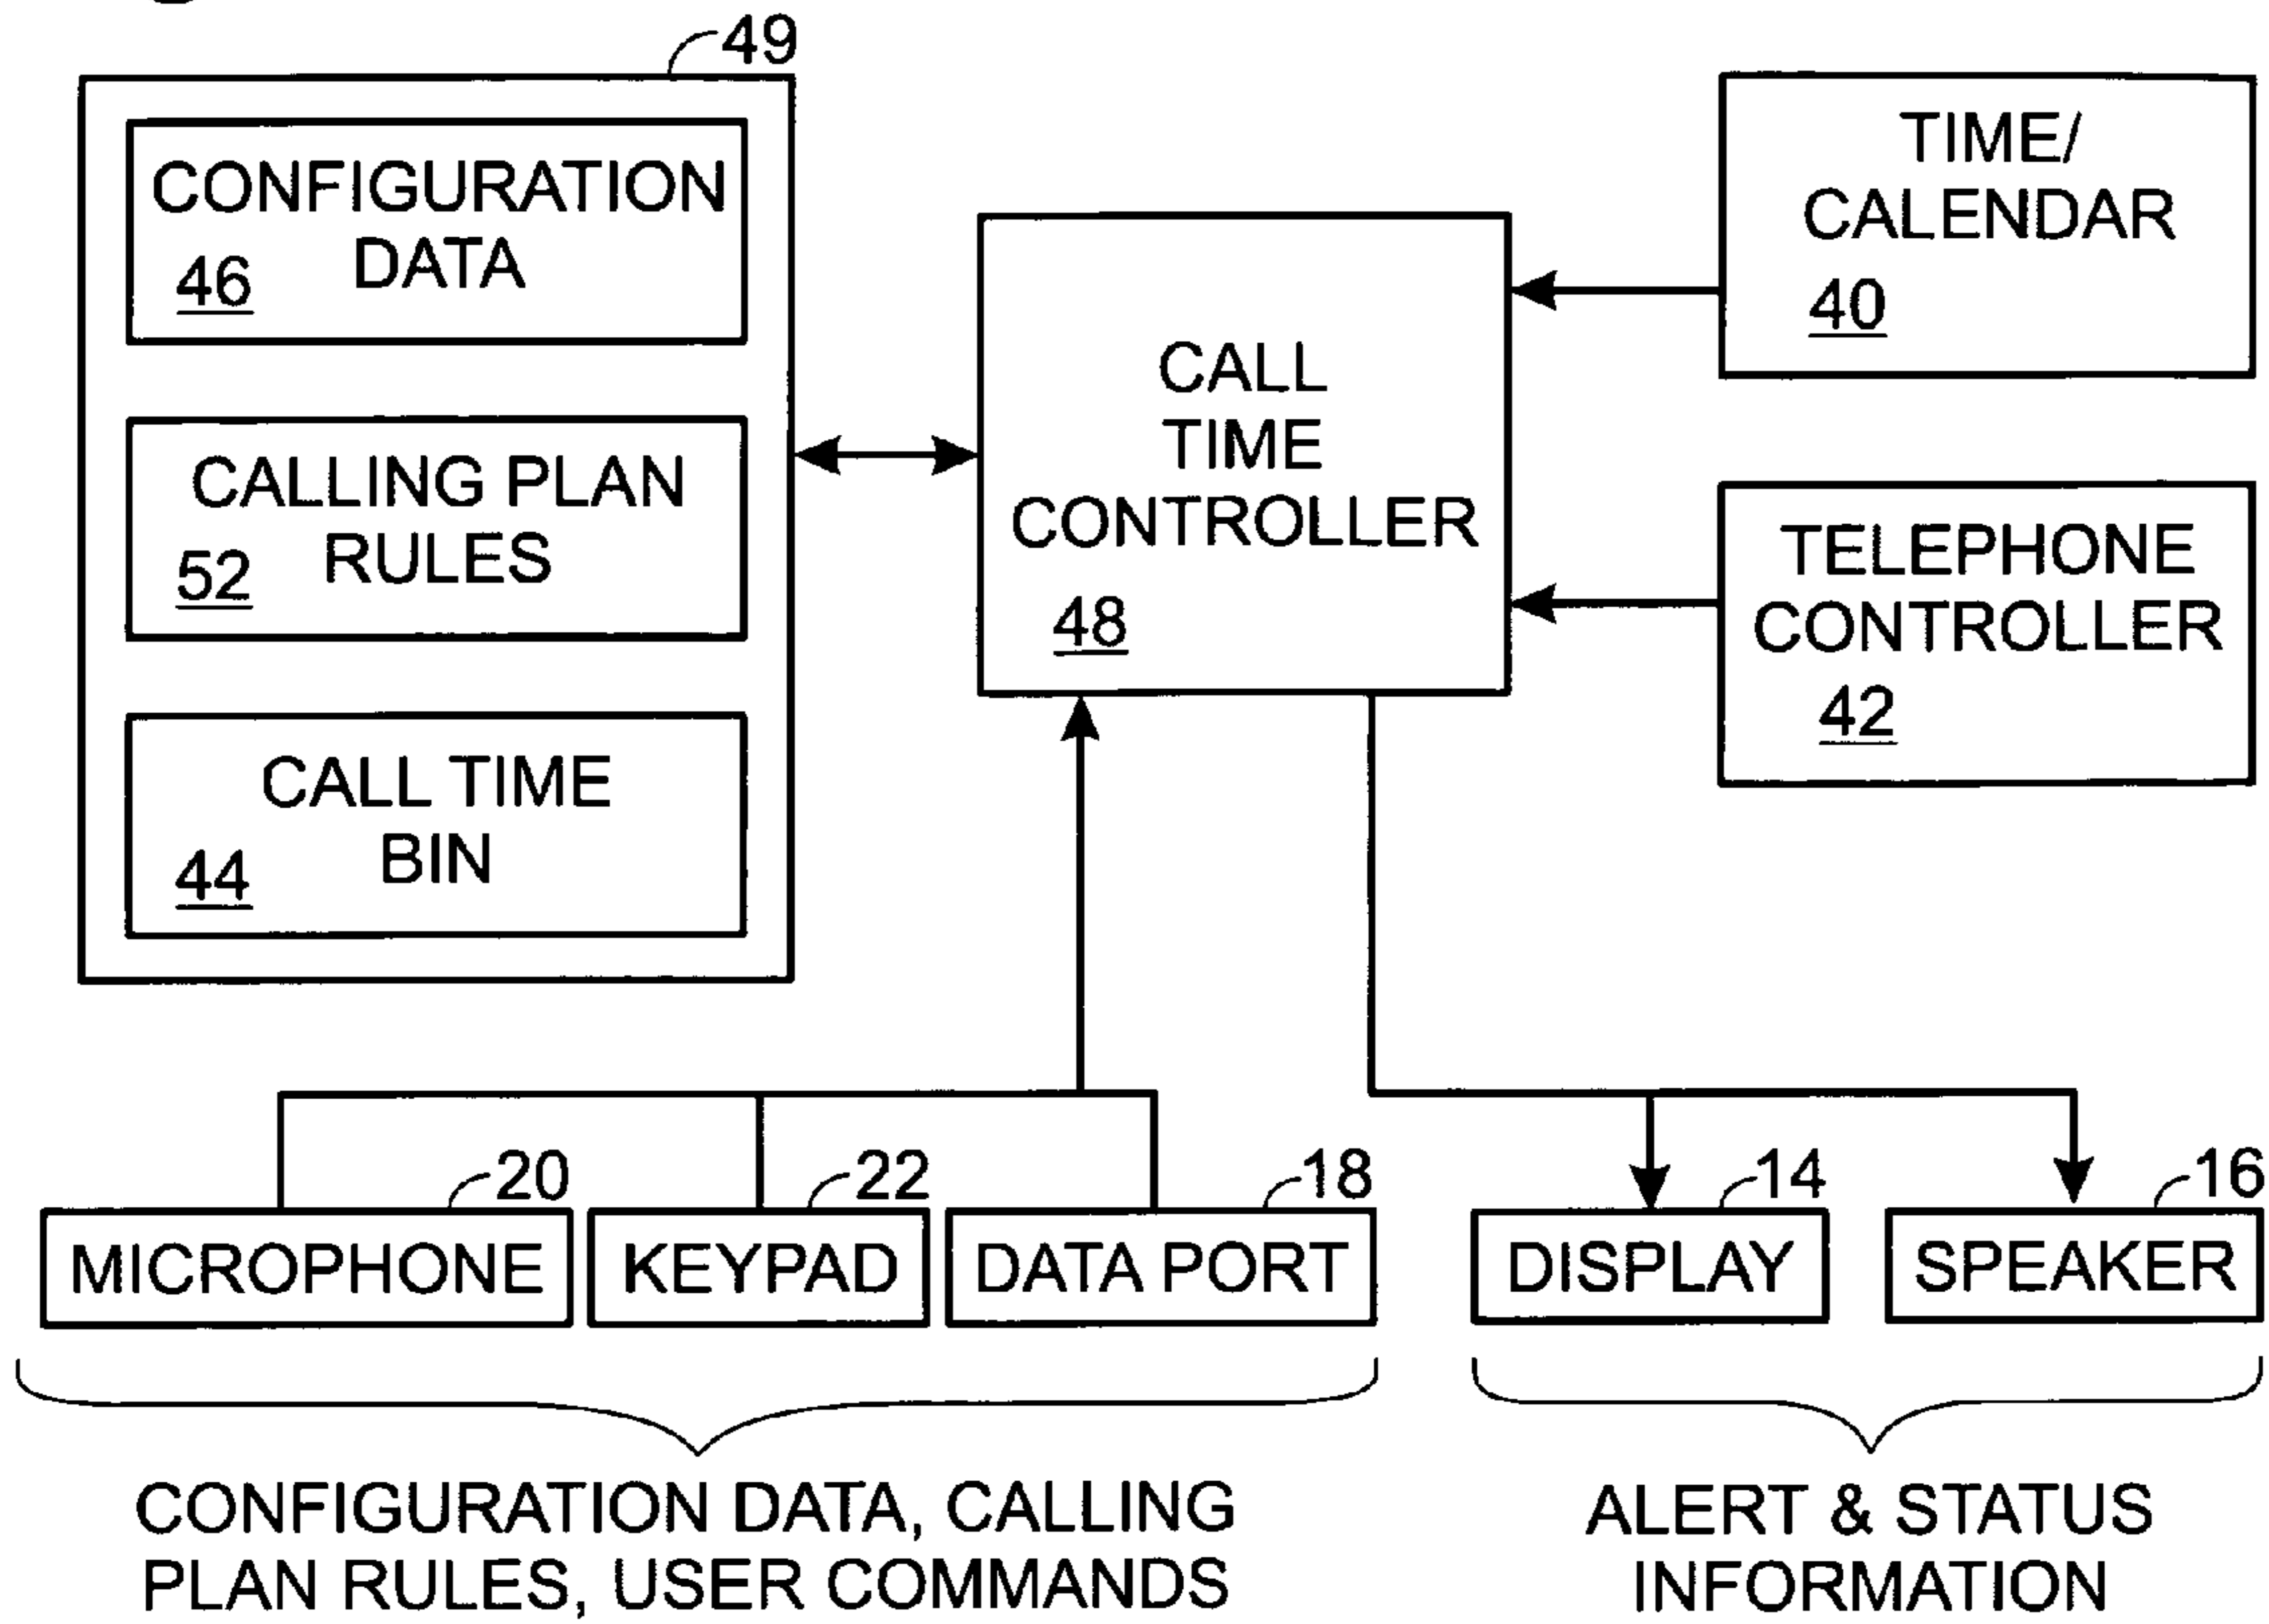 49
CONFIGURATION
DATA
46
CALLING PLAN
RULES
52
CALL TIME
BIN
44
CALL
TIME
CONTROLLER
48
TIME/
CALENDAR
40
TELEPHONE
CONTROLLER
42
20
MICROPHONE
22
KEYPAD
18
DATA PORT
14
DISPLAY
16
SPEAKER
CONFIGURATION DATA, CALLING
PLAN RULES, USER COMMANDS
ALERT & STATUS
INFORMATION